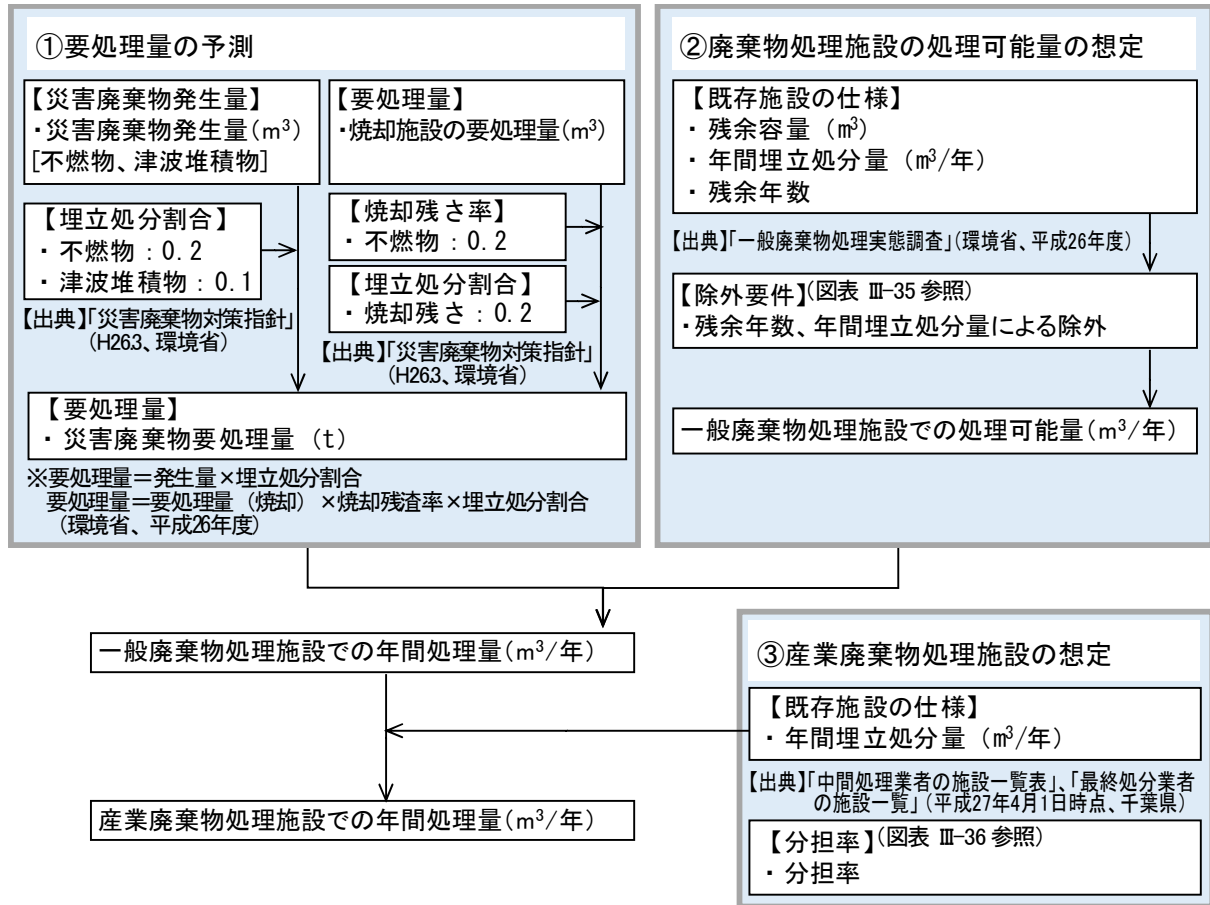 ①要処理量の予測
【災害廃棄物発生量】
・災害廃棄物発生量(m³)
[不燃物、津波堆積物]
【埋立処分割合】
・不燃物：0.2
・津波堆積物：0.1
【出典】「災害廃棄物対策指針」
(H26.3、環境省)
【要処理量】
・焼却施設の要処理量(m³)
【焼却残さ率】
・不燃物：0.2
【埋立処分割合】
・焼却残さ：0.2
【出典】「災害廃棄物対策指針」
(H26.3、環境省)
【要処理量】
・災害廃棄物要処理量（t）
※要処理量＝発生量×埋立処分割合
要処理量＝要処理量（焼却）×焼却残渣率×埋立処分割合
（環境省、平成26年度）
②廃棄物処理施設の処理可能量の想定
【既存施設の仕様】
・残余容量（㎥）
・年間埋立処分量（m³/年）
・残余年数
【出典】「一般廃棄物処理実態調査」(環境省、平成26年度)
【除外要件】(図表 Ⅲ-35 参照)
・残余年数、年間埋立処分量による除外
一般廃棄物処理施設での処理可能量(m³/年)
一般廃棄物処理施設での年間処理量(m³/年)
産業廃棄物処理施設での年間処理量(m³/年)
③産業廃棄物処理施設の想定
【既存施設の仕様】
・年間埋立処分量（㎥/年）
【出典】「中間処理業者の施設一覧表」、「最終処分業者
の施設一覧」(平成27年4月1日時点、千葉県)
【分担率】(図表 Ⅲ-36 参照)
・分担率